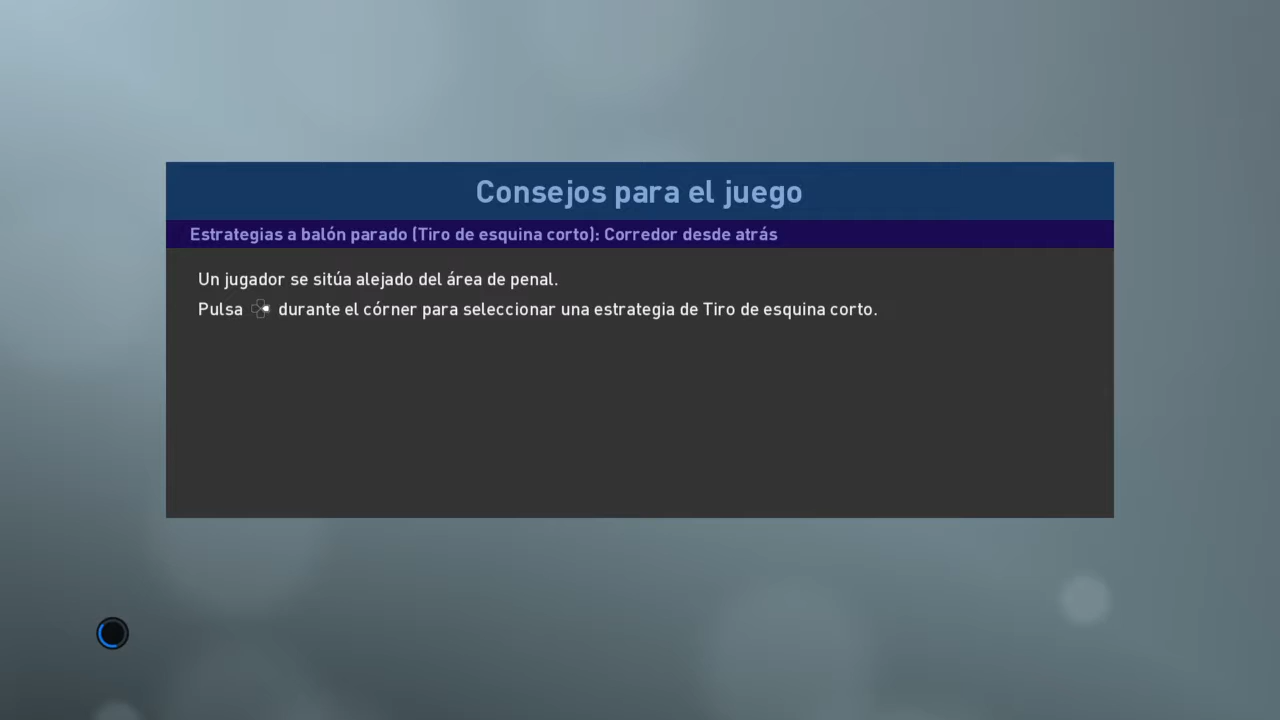 Consejos para el juego
Estrategias a balón parado (Tiro de esquina corto): Corredor desde atrás
Un jugador se sitúa alejado del área de penal.
Pulsa durante el córner para seleccionar una estrategia de Tiro de esquina corto.